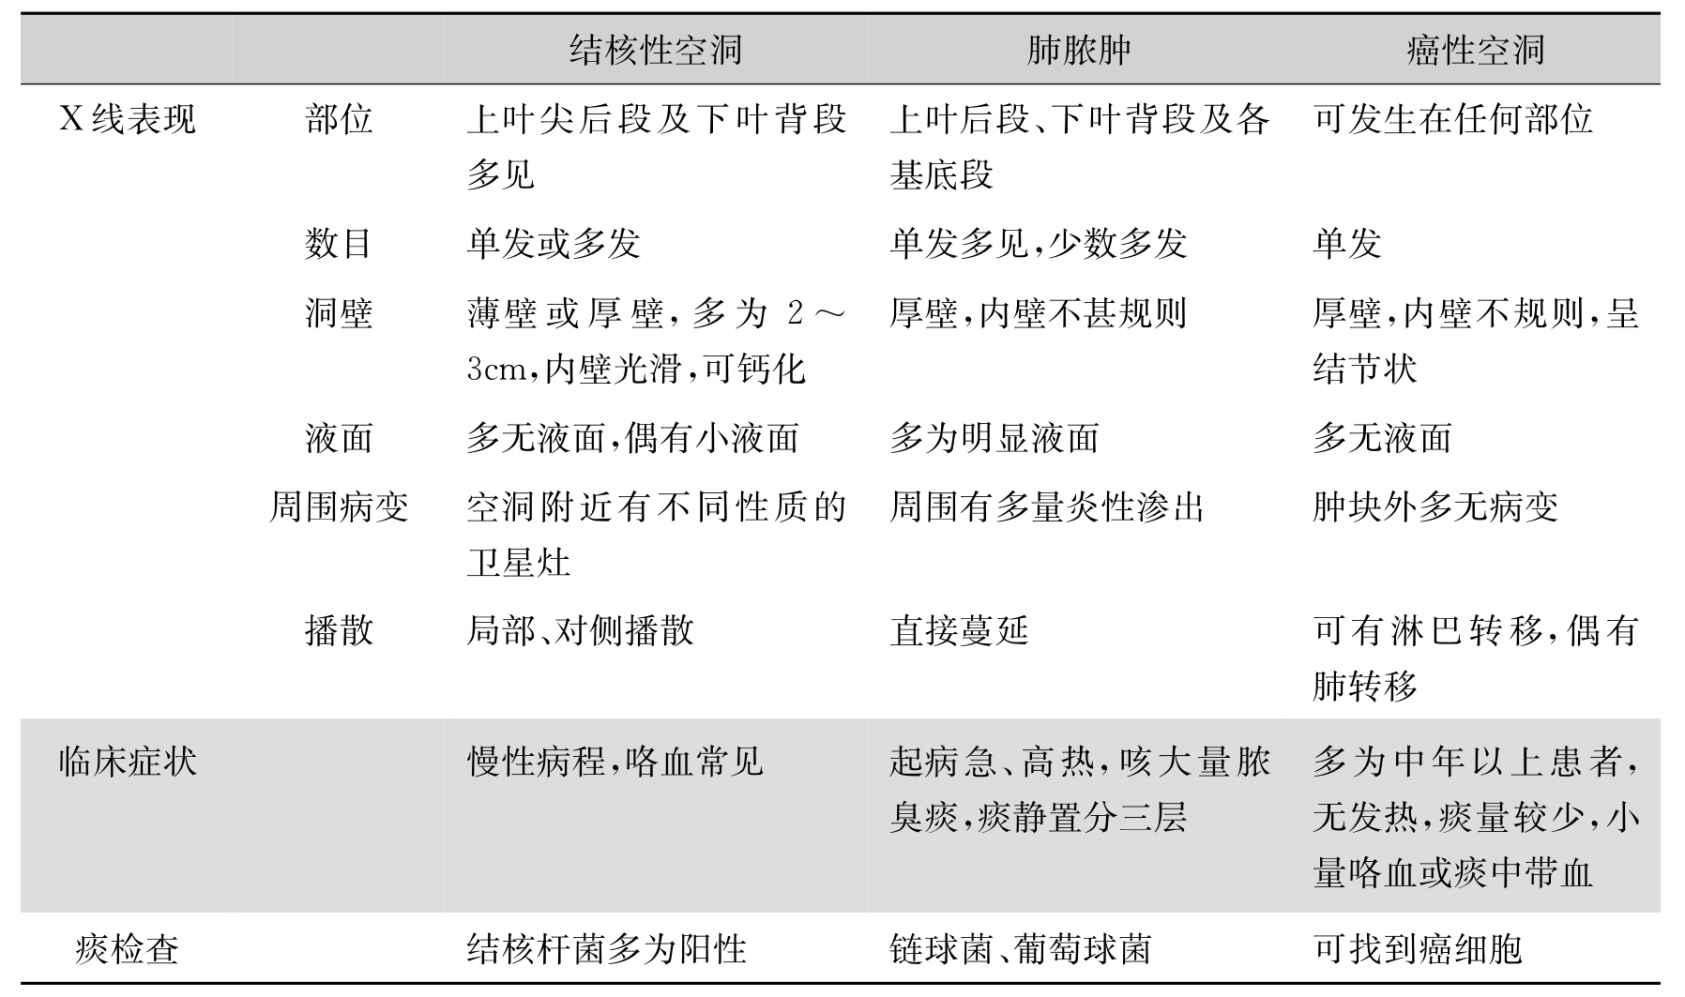 结核性空洞 肺脓肿 癌性空洞
X线表现 部位 上叶尖后段及下叶背段 上叶后段、下叶背段及各 可发生在任何部位
多见 基底段
数目 单发或多发 单发多见,少数多发 单发
洞壁 薄壁或厚壁,多为 2～ 厚壁,内壁不甚规则 厚壁,内壁不规则,呈
3cm,内壁光滑,可钙化 结节状
液面 多无液面,偶有小液面 多为明显液面 多无液面
周围病变 空洞附近有不同性质的 周围有多量炎性渗出 肿块外多无病变
卫星灶
播散 局部、对侧播散 直接蔓延 可有淋巴转移,偶有
肺转移
临床症状 慢性病程,咯血常见 起病急、高热,咳大量脓 多为中年以上患者,
臭痰,痰静置分三层 无发热,痰量较少,小
量咯血或痰中带血
痰检查 结核杆菌多为阳性 链球菌、葡萄球菌 可找到癌细胞